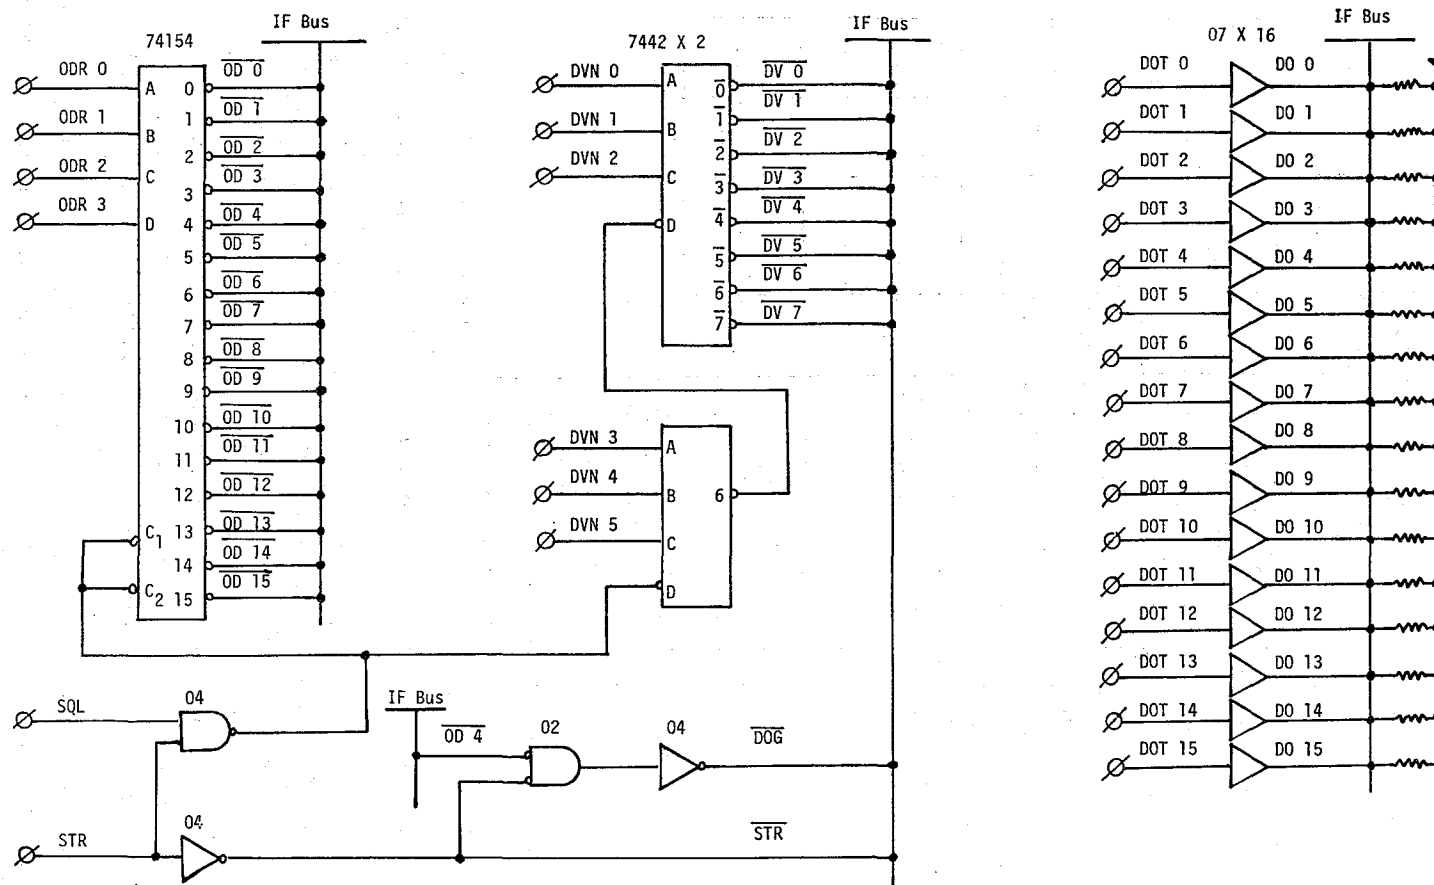 IF Bus
74154
ODR 0
A
0
OD 0
ODR 1
B
1
OD 1
ODR 2
C
2
OD 2
ODR 3
D
3
OD 3
4
OD 4
5
OD 5
6
OD 6
7
OD 7
8
OD 8
9
OD 9
10
OD 10
11
OD 11
12
OD 12
C1
13
OD 13
14
OD 14
C2
15
OD 15
IF Bus
7442 X 2
DVN 0
A
0
DV 0
DVN 1
B
1
DV 1
DVN 2
C
2
DV 2
3
DV 3
D
4
DV 4
5
DV 5
6
DV 6
7
DV 7
DVN 3
A
DVN 4
B
6
DVN 5
C
D
SQL
04
IF Bus
OD 4
02
04
DOG
STR
04
STR
IF Bus
07 X 16
DOT 0
DO 0
DOT 1
DO 1
DOT 2
DO 2
DOT 3
DO 3
DOT 4
DO 4
DOT 5
DO 5
DOT 6
DO 6
DOT 7
DO 7
DOT 8
DO 8
DOT 9
DO 9
DOT 10
DO 10
DOT 11
DO 11
DOT 12
DO 12
DOT 13
DO 13
DOT 14
DO 14
DOT 15
DO 15